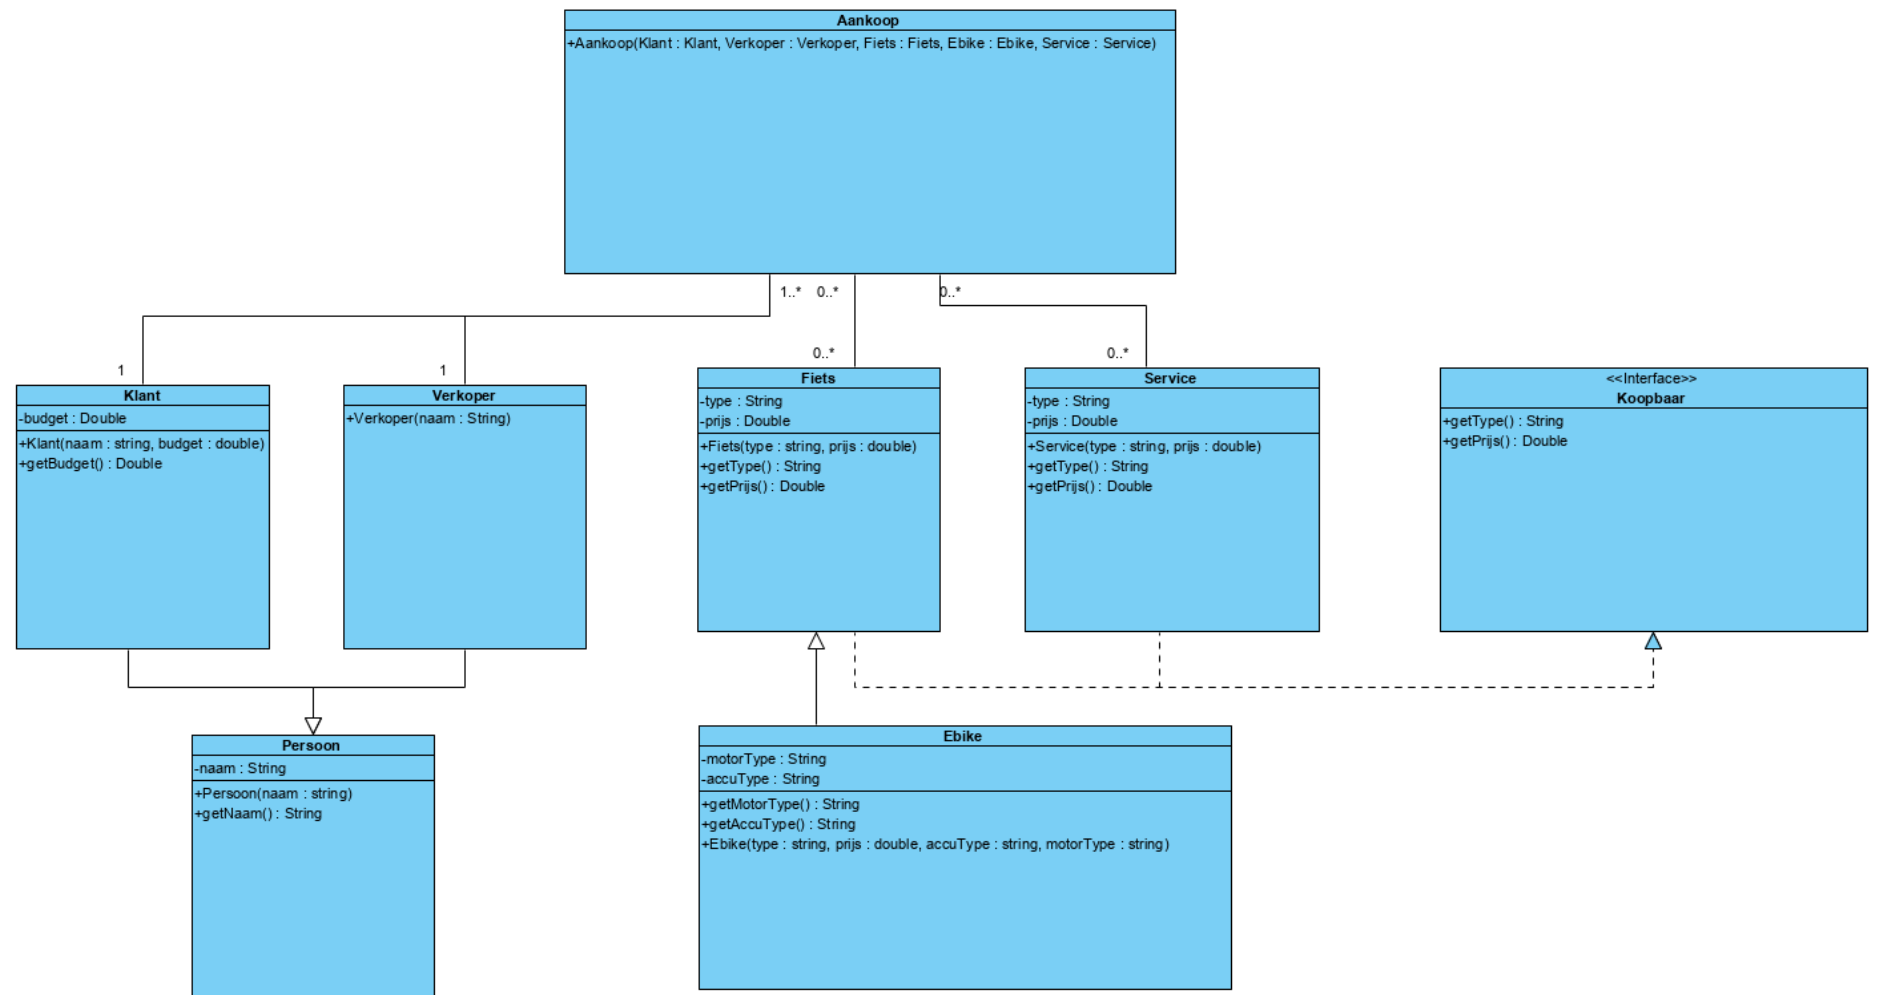 Aankoop
+Aankoop(Klant : Klant, Verkoper : Verkoper, Fiets : Fiets, Ebike : Ebike, Service : Service)
1..*
0..*
0..*
1
1
0..*
0..*
Klant
-budget : Double
+Klant(naam : string, budget : double)
+getBudget() : Double
Verkoper
+Verkoper(naam : String)
Fiets
-type : String
-prijs : Double
+Fiets(type : string, prijs : double)
+getType() : String
+getPrijs() : Double
Service
-type : String
-prijs : Double
+Service(type : string, prijs : double)
+getType() : String
+getPrijs() : Double
<<Interface>>
Koopbaar
+getType() : String
+getPrijs() : Double
Persoon
-naam : String
+Persoon(naam : string)
+getNaam() : String
Ebike
-motorType : String
-accuType : String
+getMotorType() : String
+getAccuType() : String
+Ebike(type : string, prijs : double, accuType : string, motorType : string)